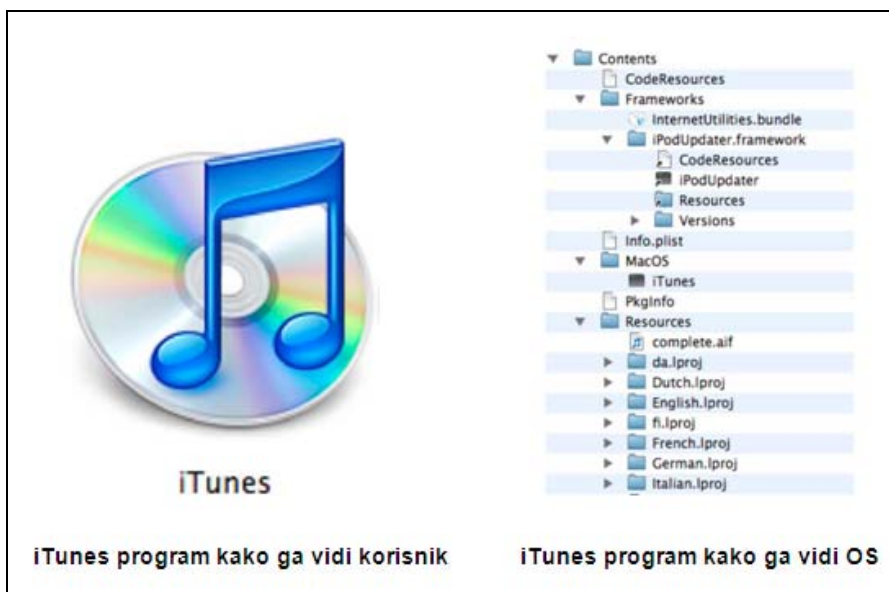 iTunes
iTunes program kako ga vidi korisnik
Contents
CodeResources
Frameworks
InternetUtilities.bundle
iPodUpdater.framework
CodeResources
iPodUpdater
Resources
Versions
Info.plist
MacOS
iTunes
PkgInfo
Resources
complete.aif
da.lproj
Dutch.lproj
English.lproj
fi.lproj
French.lproj
German.lproj
Italian.lproj
iTunes program kako ga vidi OS